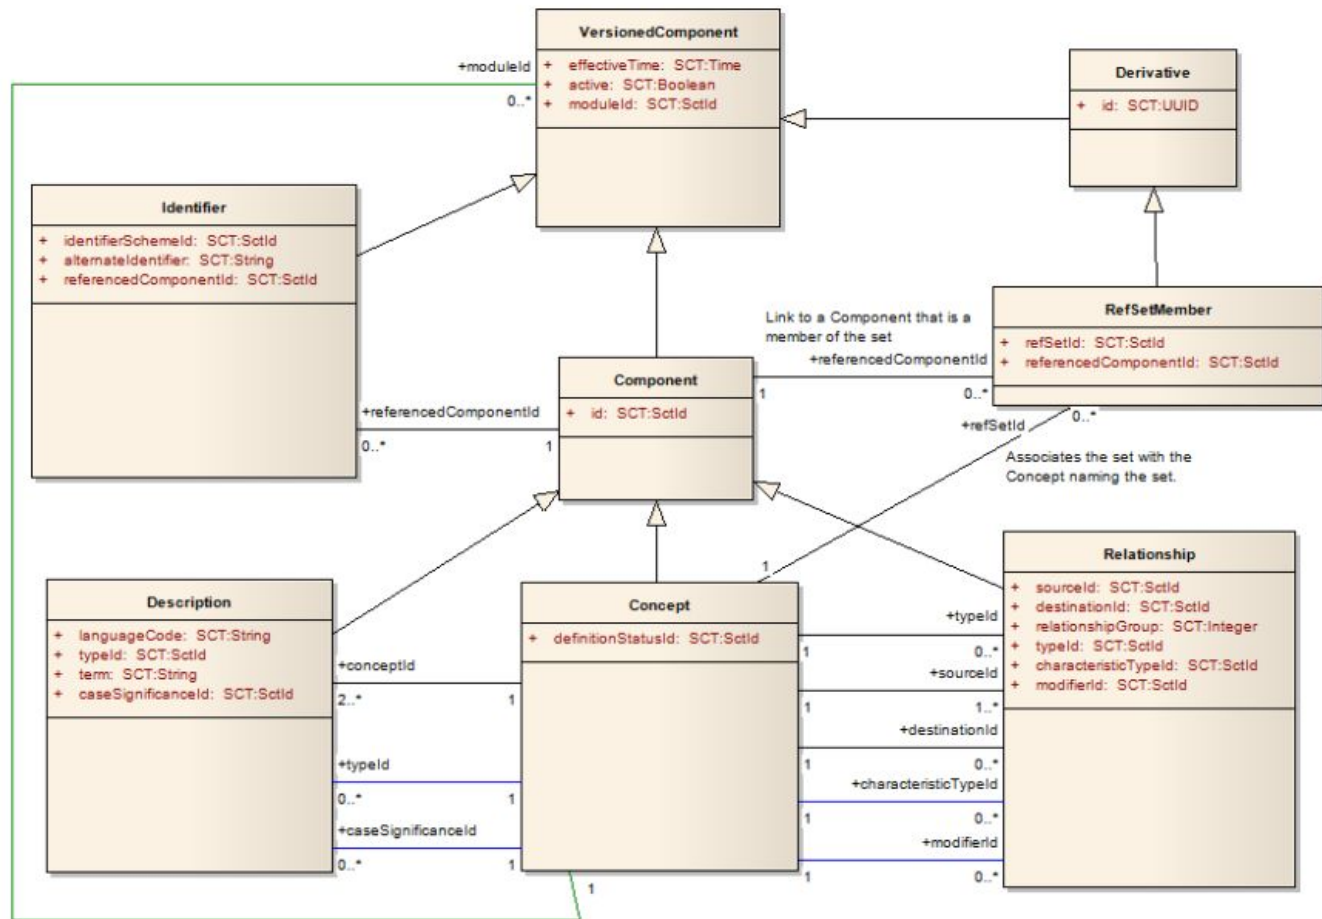 VersionedComponent
+ effectiveTime: SCT:Time
+ active: SCT:Boolean
+ moduleId: SCT:SctId
+moduleId
0..*
Derivative
+ id: SCT:UUID
Identifier
+ identifierSchemeId: SCT:SctId
+ alternateIdentifier: SCT:String
+ referencedComponentId: SCT:SctId
RefSetMember
+ refSetId: SCT:SctId
+ referencedComponentId: SCT:SctId
Link to a Component that is a
member of the set
+referencedComponentId
1
0..*
Component
+ id: SCT:SctId
+referencedComponentId
0..*
1
+refSetId
0..*
Associates the set with the
Concept naming the set.
1
Description
+ languageCode: SCT:String
+ typeId: SCT:SctId
+ term: SCT:String
+ caseSignificanceId: SCT:SctId
Concept
+ definitionStatusId: SCT:SctId
Relationship
+ sourceId: SCT:SctId
+ destinationId: SCT:SctId
+ relationshipGroup: SCT:Integer
+ typeId: SCT:SctId
+ characteristicTypeId: SCT:SctId
+ modifierId: SCT:SctId
+conceptId
2..*
1
+typeId
0..*
1
+caseSignificanceId
0..*
1
+typeId
1
0..*
+sourceId
1
1..*
+destinationId
1
0..*
+characteristicTypeId
1
0..*
+modifierId
1
0..*
1